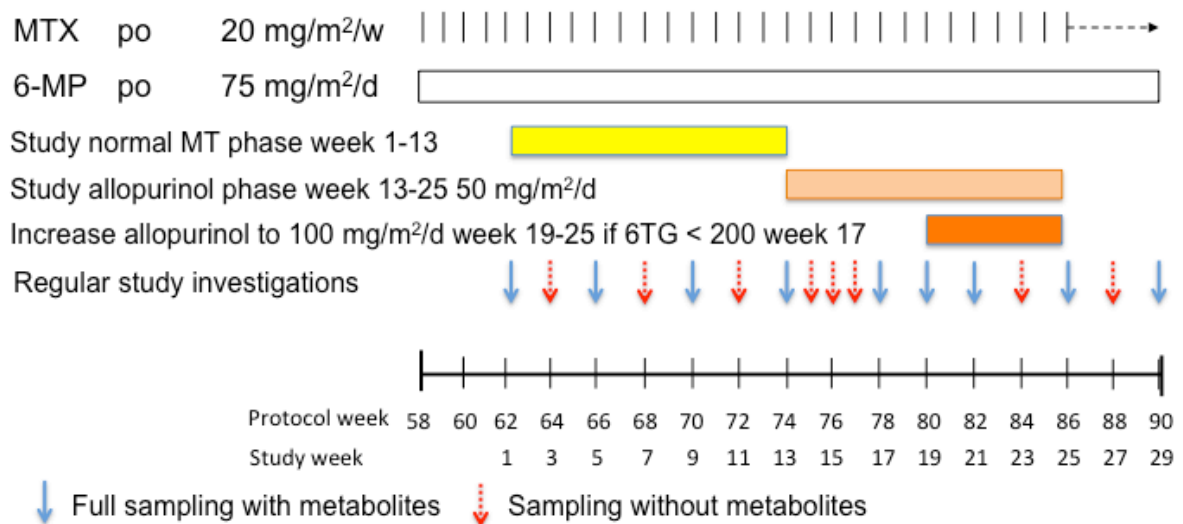 MTX po 20 mg/m²/w
6-MP po 75 mg/m²/d
Study normal MT phase week 1-13
Study allopurinol phase week 13-25 50 mg/m²/d
Increase allopurinol to 100 mg/m²/d week 19-25 if 6TG < 200 week 17
Regular study investigations
Protocol week 58 60 62 64 66 68 70 72 74 76 78 80 82 84 86 88 90
Study week 1 3 5 7 9 11 13 15 17 19 21 23 25 27 29
Full sampling with metabolites Sampling without metabolites